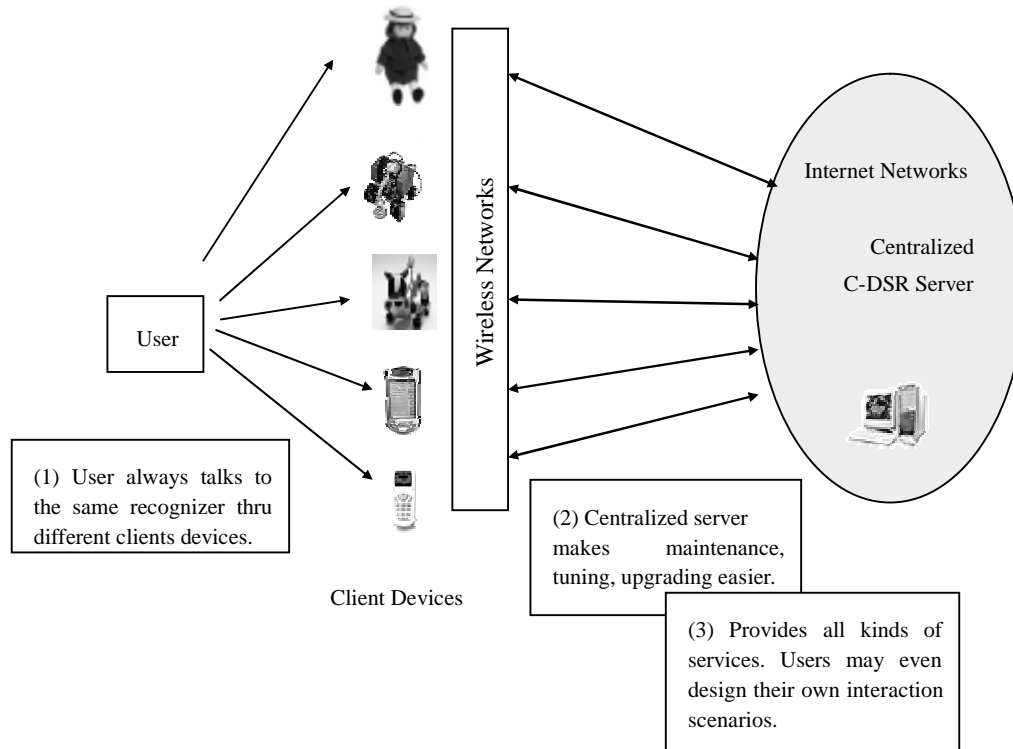 Internet Networks
Centralized
C-DSR Server
Wireless Networks
User
(1) User always talks to
the same recognizer thru
different clients devices.
(2) Centralized server
makes maintenance,
tuning, upgrading easier.
Client Devices
(3) Provides all kinds of
services. Users may even
design their own interaction
scenarios.